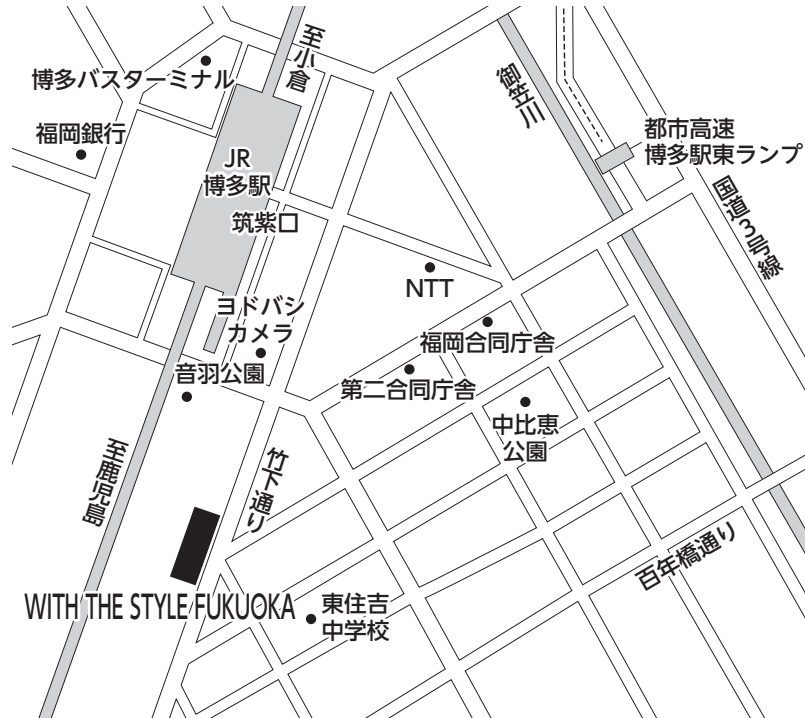 至小倉
博多バスターミナル
御笠川
福岡銀行
都市高速
博多駅東ランプ
JR
博多駅
国道3号線
筑紫口
NTT
ヨドバシ
カメラ
福岡合同庁舎
音羽公園
第二合同庁舎
中比恵
公園
至鹿児島
竹下通り
百年橋通り
WITH THE STYLE FUKUOKA
東住吉
中学校